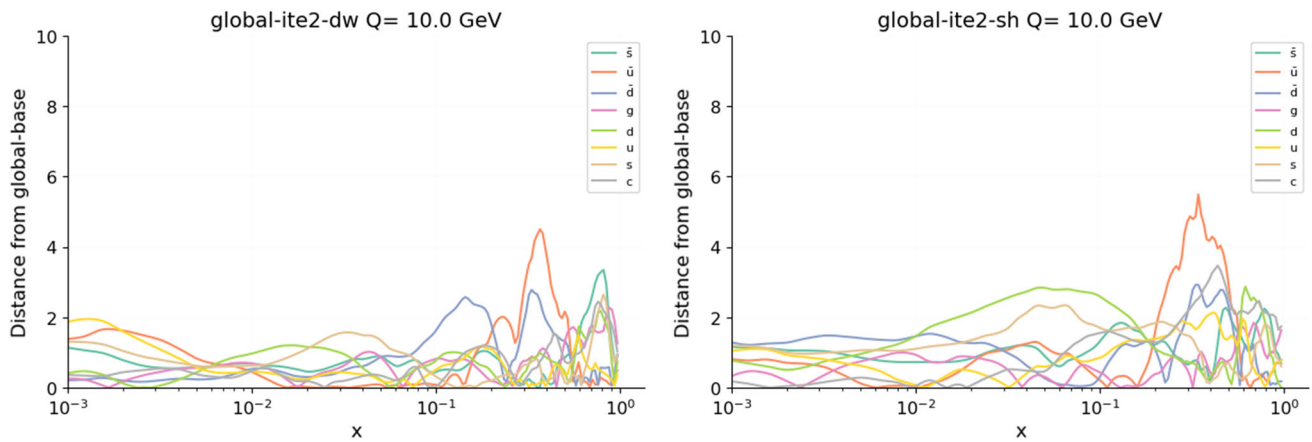 global-ite2-dw Q= 10.0 GeV
Distance from global-base
10
8
6
4
2
0
s̄
ū
d̄
g
d
u
s
c
10⁻³
10⁻²
10⁻¹
10⁰
x
global-ite2-sh Q= 10.0 GeV
Distance from global-base
10
8
6
4
2
0
s̄
ū
d̄
g
d
u
s
c
10⁻³
10⁻²
10⁻¹
10⁰
x